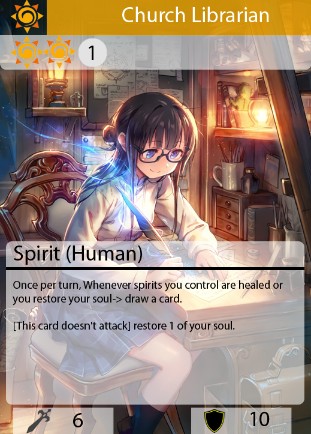 Church Librarian
1
Spirit (Human)
Once per turn, Whenever spirits you control are healed or
you restore your soul-> draw a card.
[This card doesn't attack] restore 1 of your soul.
6
10